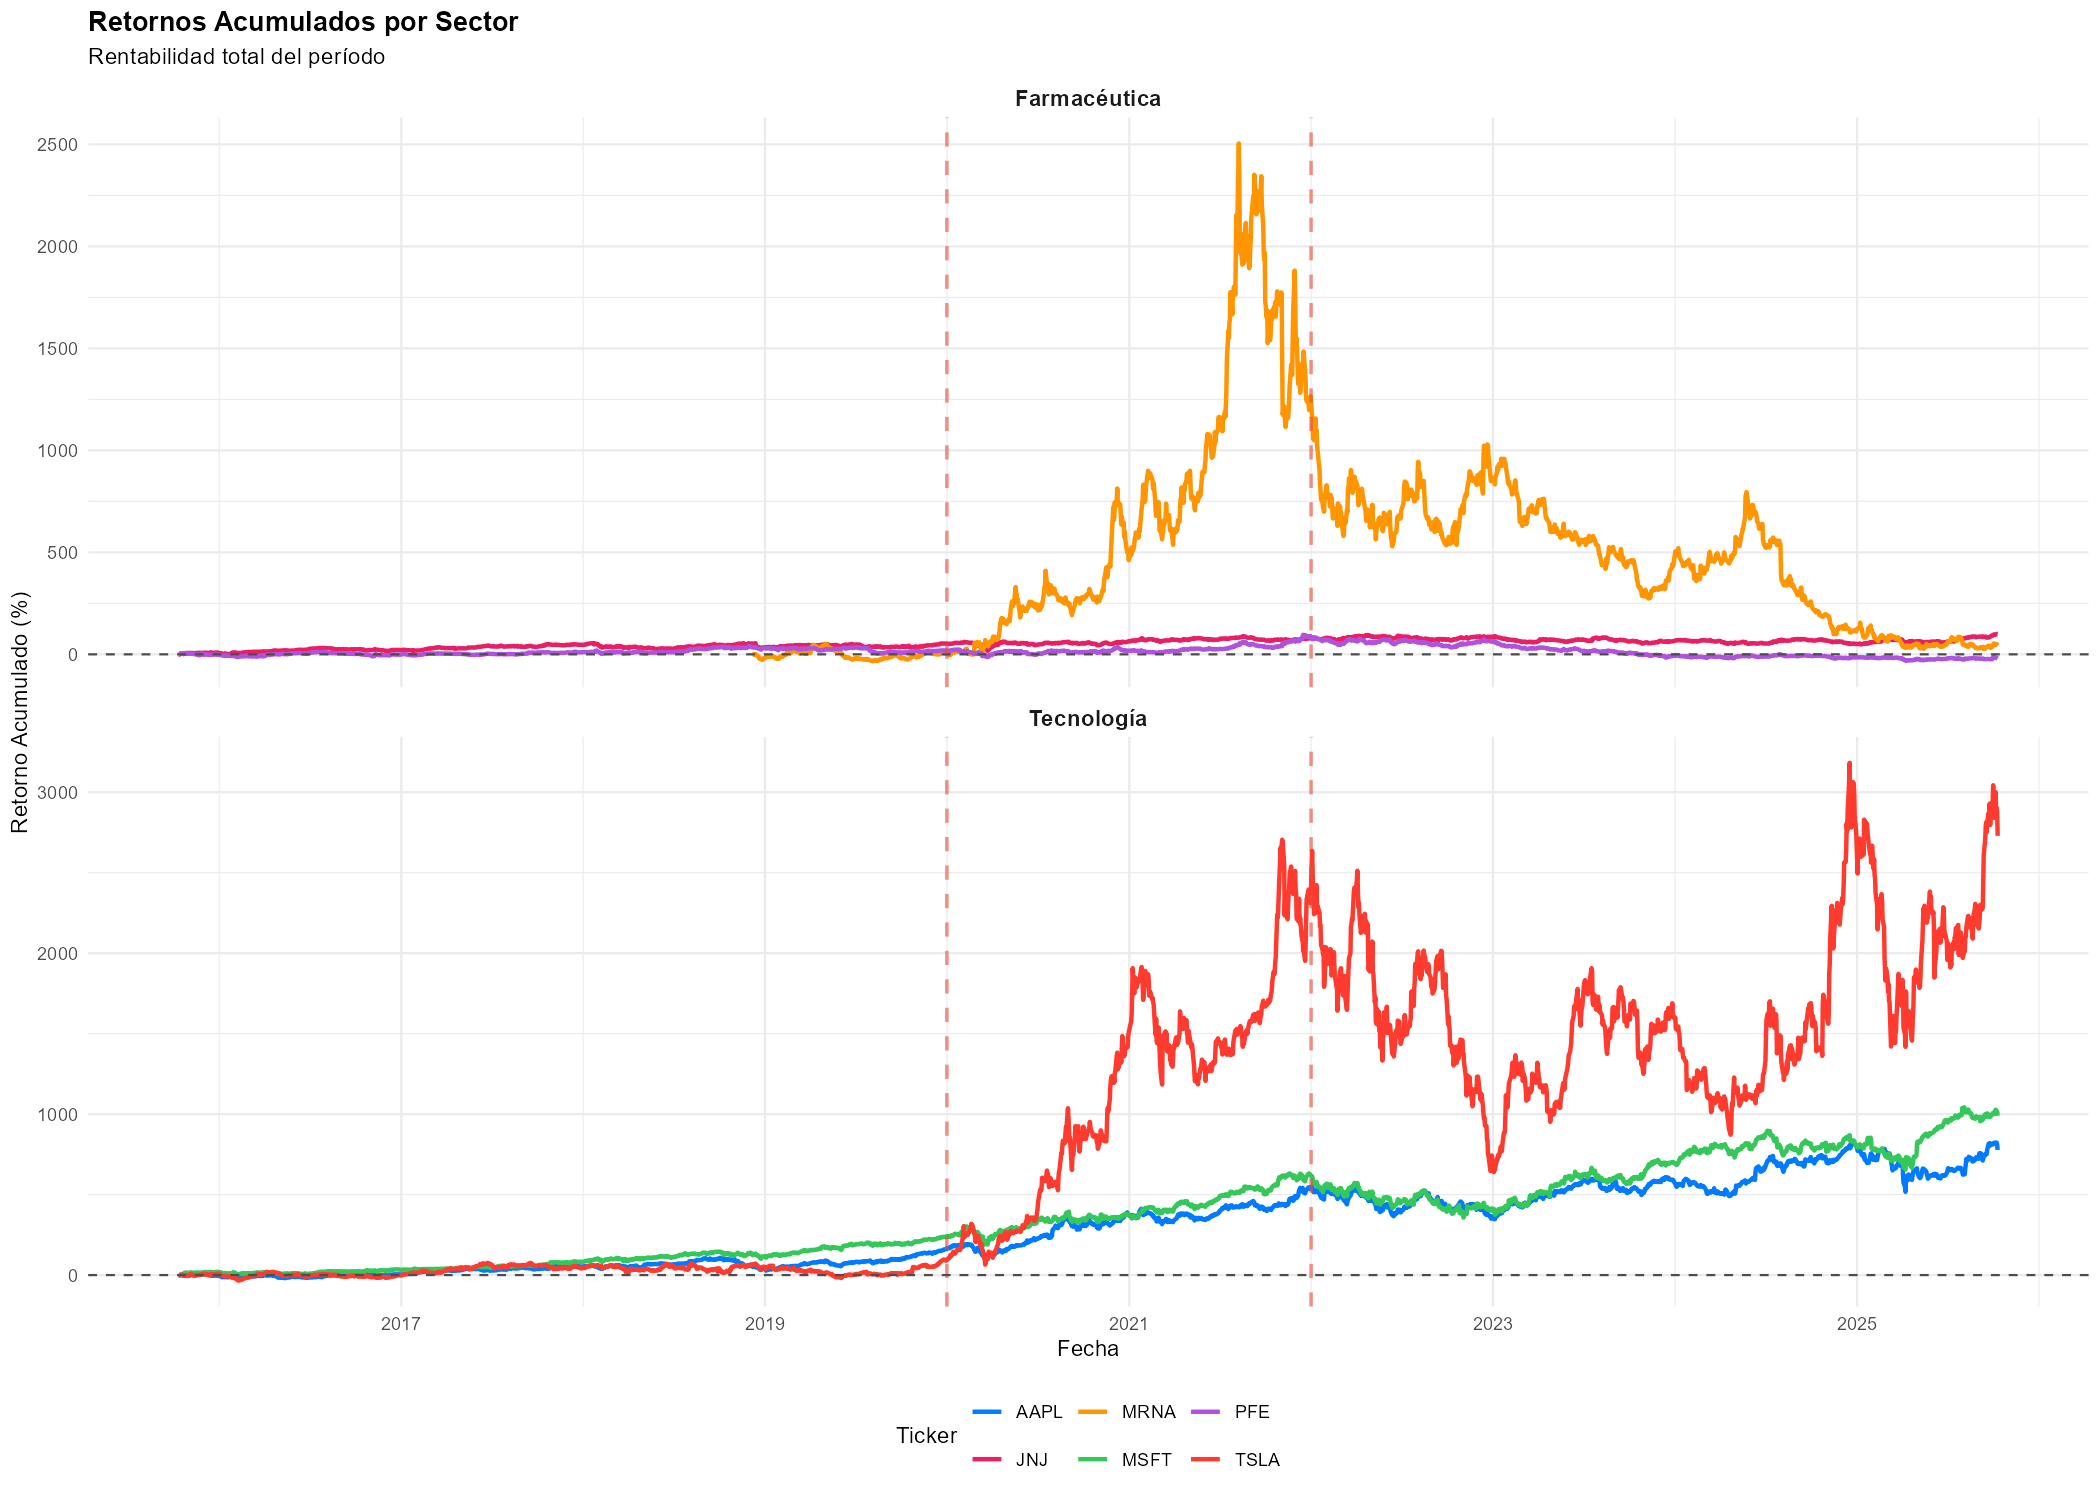 Retornos Acumulados por Sector
Rentabilidad total del período
Farmacéutica
2500
2000
1500
1000
500
0
Tecnología
3000
2000
1000
0
Retorno Acumulado (%)
2017 2019 2021 2023 2025
Fecha
Ticker
AAPL MRNA PFE
JNJ MSFT TSLA